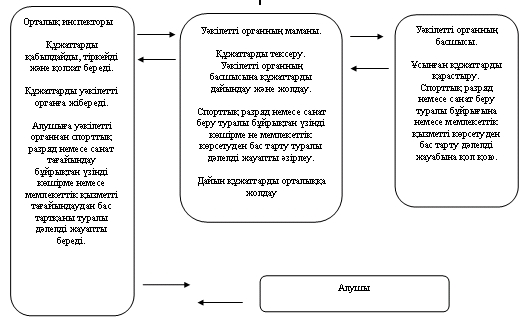 Орталық инспекторы
Құжаттарды
қабылдайды, тіркейді
және қолхат береді.
Құжаттарды уәкілетті
органға жібереді.
Алушыға уәкілетті
органнан спорттық
разряд немесе санат
тағайындау
бұйрықтан үзінді
көшірме немесе
мемлекеттік қызметті
тағайындаудан бас
тартқаны туралы
дәлелді жауапты
береді.
Уәкілетті органның маманы.
Құжаттарды тексеру.
Уәкілетті органның
басшысына құжаттарды
дайындау және жолдау.
Спорттық разряд немесе санат
беру туралы бұйрықтан үзінді
көшірме не мемлекеттік
көрсетуден бас тарту туралы
дәлелді жауапты әзірлеу.
Дайын құжаттарды орталыққа
жолдау
Уәкілетті органның
басшысы.
Ұсынған құжаттарды
қарастыру.
Спорттық разряд
немесе санат беру
туралы бұйрығына
немесе мемлекеттік
қызметті көрсетуден
бас тарту дәлелді
жауабына қол қою.
Алушы